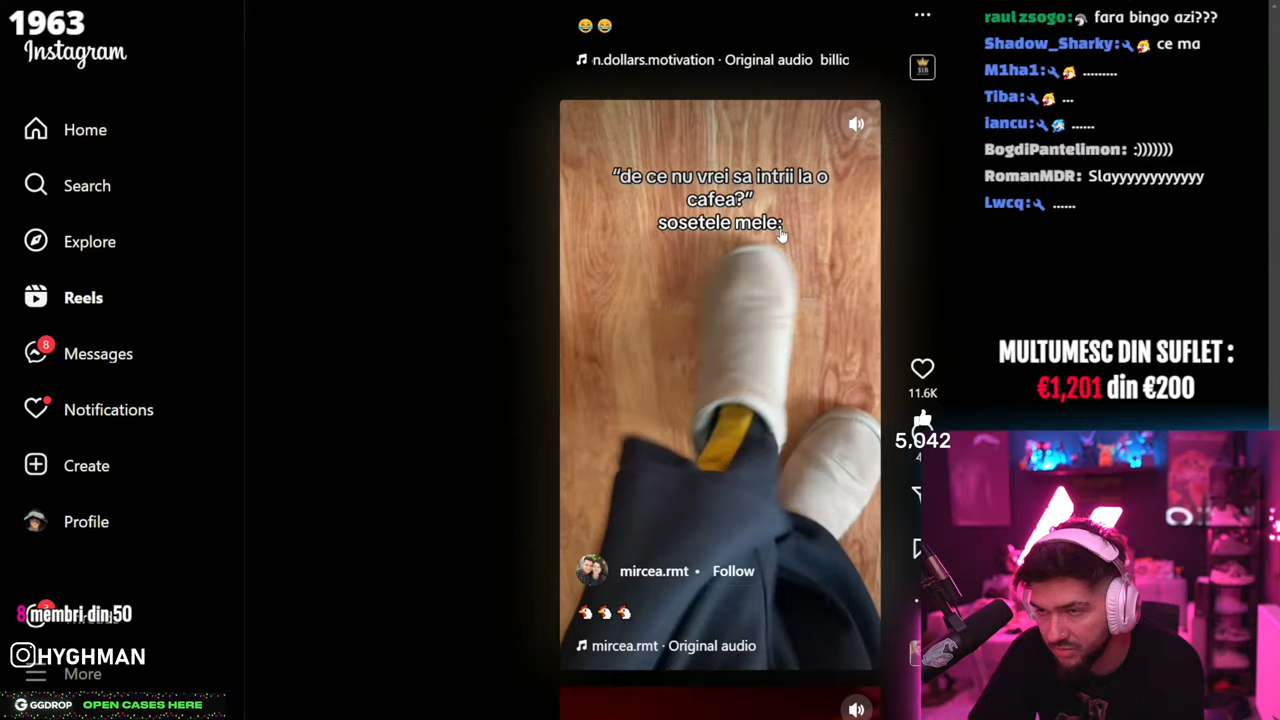 1963
Instagram
Home
Search
Explore
Reels
8
Messages
Notifications
Create
Profile
8 membri din 50
HYGHMAN
More
GGDROP OPEN CASES HERE
n.dollars.motivation · Original audio billic
“de ce nu vrei sa intrii la o
cafea?”
sosetele mele:
mircea.rmt • Follow
mircea.rmt · Original audio
11.6K
5,042
raul zsogo: fara bingo azi???
Shadow_Sharky: ce ma
M1ha1: .........
Tiba: ...
iancu: ......
BogdiPantelimon: :)))))))
RomanMDR: Slayyyyyyyyyyy
Lwcq: ......
MULTUMESC DIN SUFLET :
€1,201 din €200